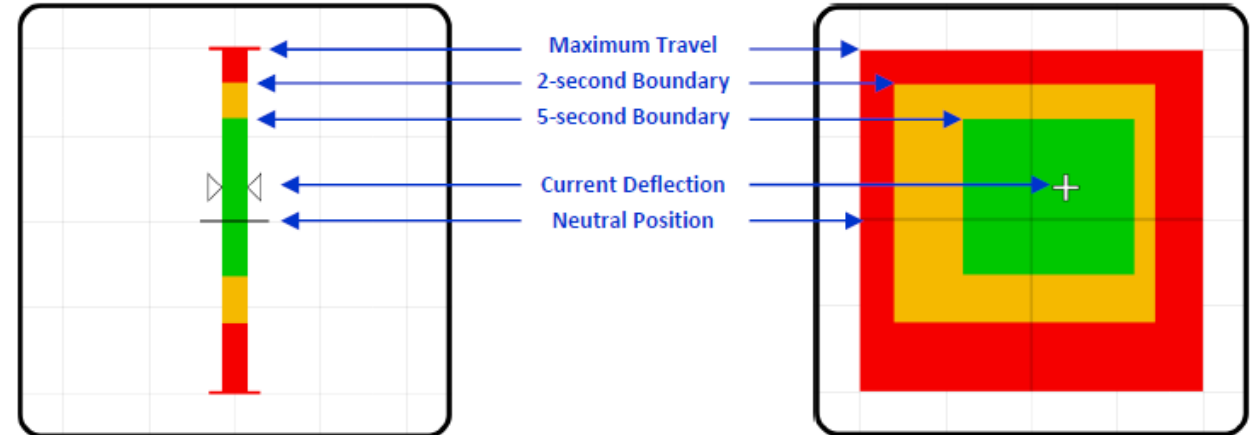 Maximum Travel
2-second Boundary
5-second Boundary
Current Deflection
Neutral Position